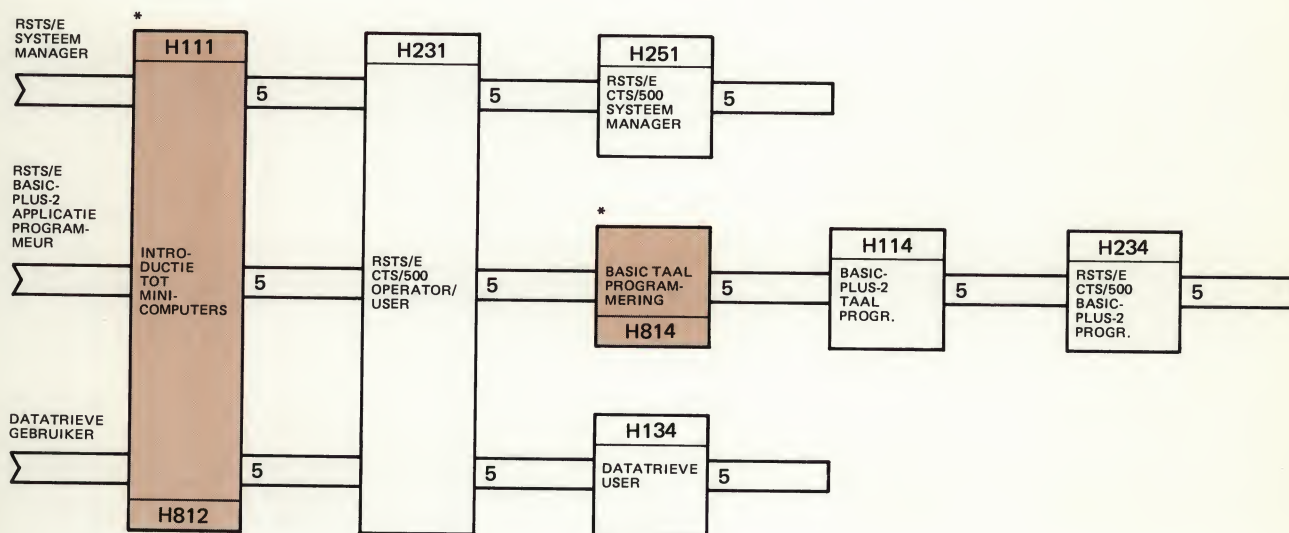 RSTS/E
SYSTEEM
MANAGER
*
H111
5
H231
5
H251
RSTS/E
CTS/500
SYSTEEM
MANAGER
5
RSTS/E
BASIC-
PLUS-2
APPLICATIE
PROGRAM-
MEUR
INTRO-
DUCTIE
TOT
MINI-
COMPUTERS
5
RSTS/E
CTS/500
OPERATOR/
USER
5
*
BASIC TAAL
PROGRAM-
MERING
H814
5
H114
BASIC-
PLUS-2
TAAL
PROGR.
5
H234
RSTS/E
CTS/500
BASIC-
PLUS-2
PROGR.
5
DATATRIEVE
GEBRUIKER
H812
5
5
H134
DATATRIEVE
USER
5